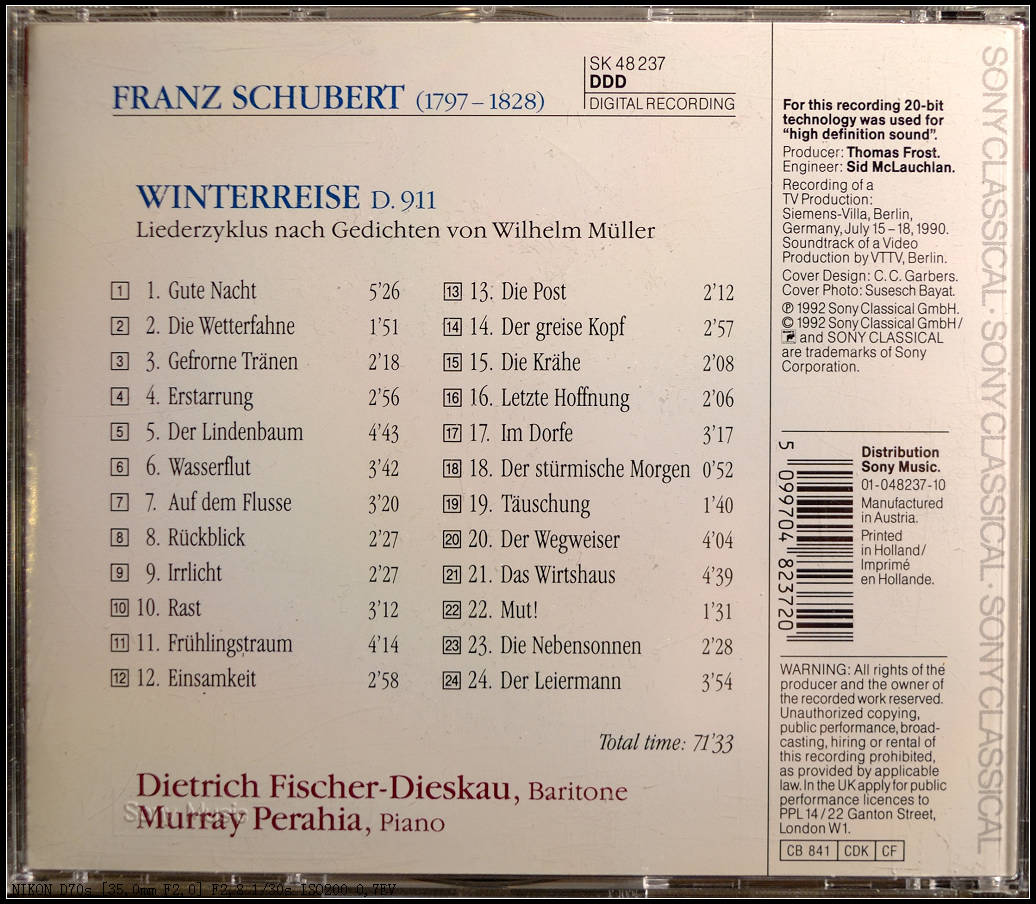 FRANZ SCHUBERT (1797–1828)
SK 48237
DDD
DIGITAL RECORDING
WINTERREISE D. 911
Liederzyklus nach Gedichten von Wilhelm Müller
1 1. Gute Nacht 5'26
2 2. Die Wetterfahne 1'51
3 3. Gefrorne Tränen 2'18
4 4. Erstarrung 2'56
5 5. Der Lindenbaum 4'43
6 6. Wasserflut 3'42
7 7. Auf dem Flusse 3'20
8 8. Rückblick 2'27
9 9. Irrlicht 2'27
10 10. Rast 3'12
11 11. Frühlingstraum 4'14
12 12. Einsamkeit 2'58
13 13. Die Post 2'12
14 14. Der greise Kopf 2'57
15 15. Die Krähe 2'08
16 16. Letzte Hoffnung 2'06
17 17. Im Dorfe 3'17
18 18. Der stürmische Morgen 0'52
19 19. Täuschung 1'40
20 20. Der Wegweiser 4'04
21 21. Das Wirtshaus 4'39
22 22. Mut! 1'31
23 23. Die Nebensonnen 2'28
24 24. Der Leiermann 3'54
Total time: 71'33
Dietrich Fischer-Dieskau, Baritone
Murray Perahia, Piano
Sony Music
For this recording 20-bit
technology was used for
"high definition sound".
Producer: Thomas Frost.
Engineer: Sid McLauchlan.
Recording of a
TV Production:
Siemens-Villa, Berlin,
Germany, July 15–18, 1990.
Soundtrack of a Video
Production by VTTV, Berlin.
Cover Design: C. C. Garbers.
Cover Photo: Susesch Bayat.
℗ 1992 Sony Classical GmbH.
© 1992 Sony Classical GmbH/
and SONY CLASSICAL
are trademarks of Sony
Corporation.
5 099704 823720
Distribution
Sony Music.
01-048237-10
Manufactured
in Austria.
Printed
in Holland/
Imprimé
en Hollande.
WARNING: All rights of the
producer and the owner of
the recorded work reserved.
Unauthorized copying,
public performance, broad-
casting, hiring or rental of
this recording prohibited,
as provided by applicable
law. In the UK apply for public
performance licences to
PPL 14/22 Ganton Street,
London W1.
CB 841 CDK CF
SONY CLASSICAL · SONY CLASSICAL · SONY CLASSICAL
NIKON D70s [35.0mm F2.0] F2.8 1/30s ISO200 0,7EV